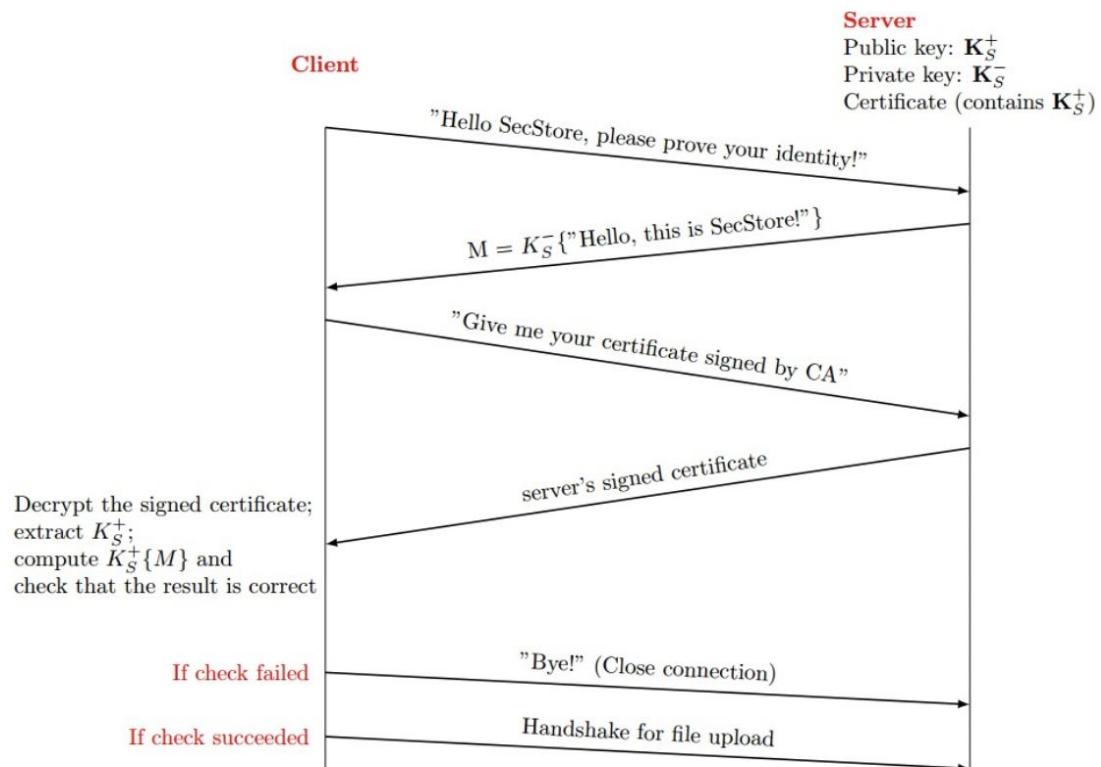 Server
Public key: K_S^+
Private key: K_S^-
Certificate (contains K_S^+)
Client
”Hello SecStore, please prove your identity!”
M = K_S^-{”Hello, this is SecStore!”}
”Give me your certificate signed by CA”
server’s signed certificate
Decrypt the signed certificate;
extract K_S^+;
compute K_S^+{M} and
check that the result is correct
If check failed
”Bye!” (Close connection)
If check succeeded
Handshake for file upload